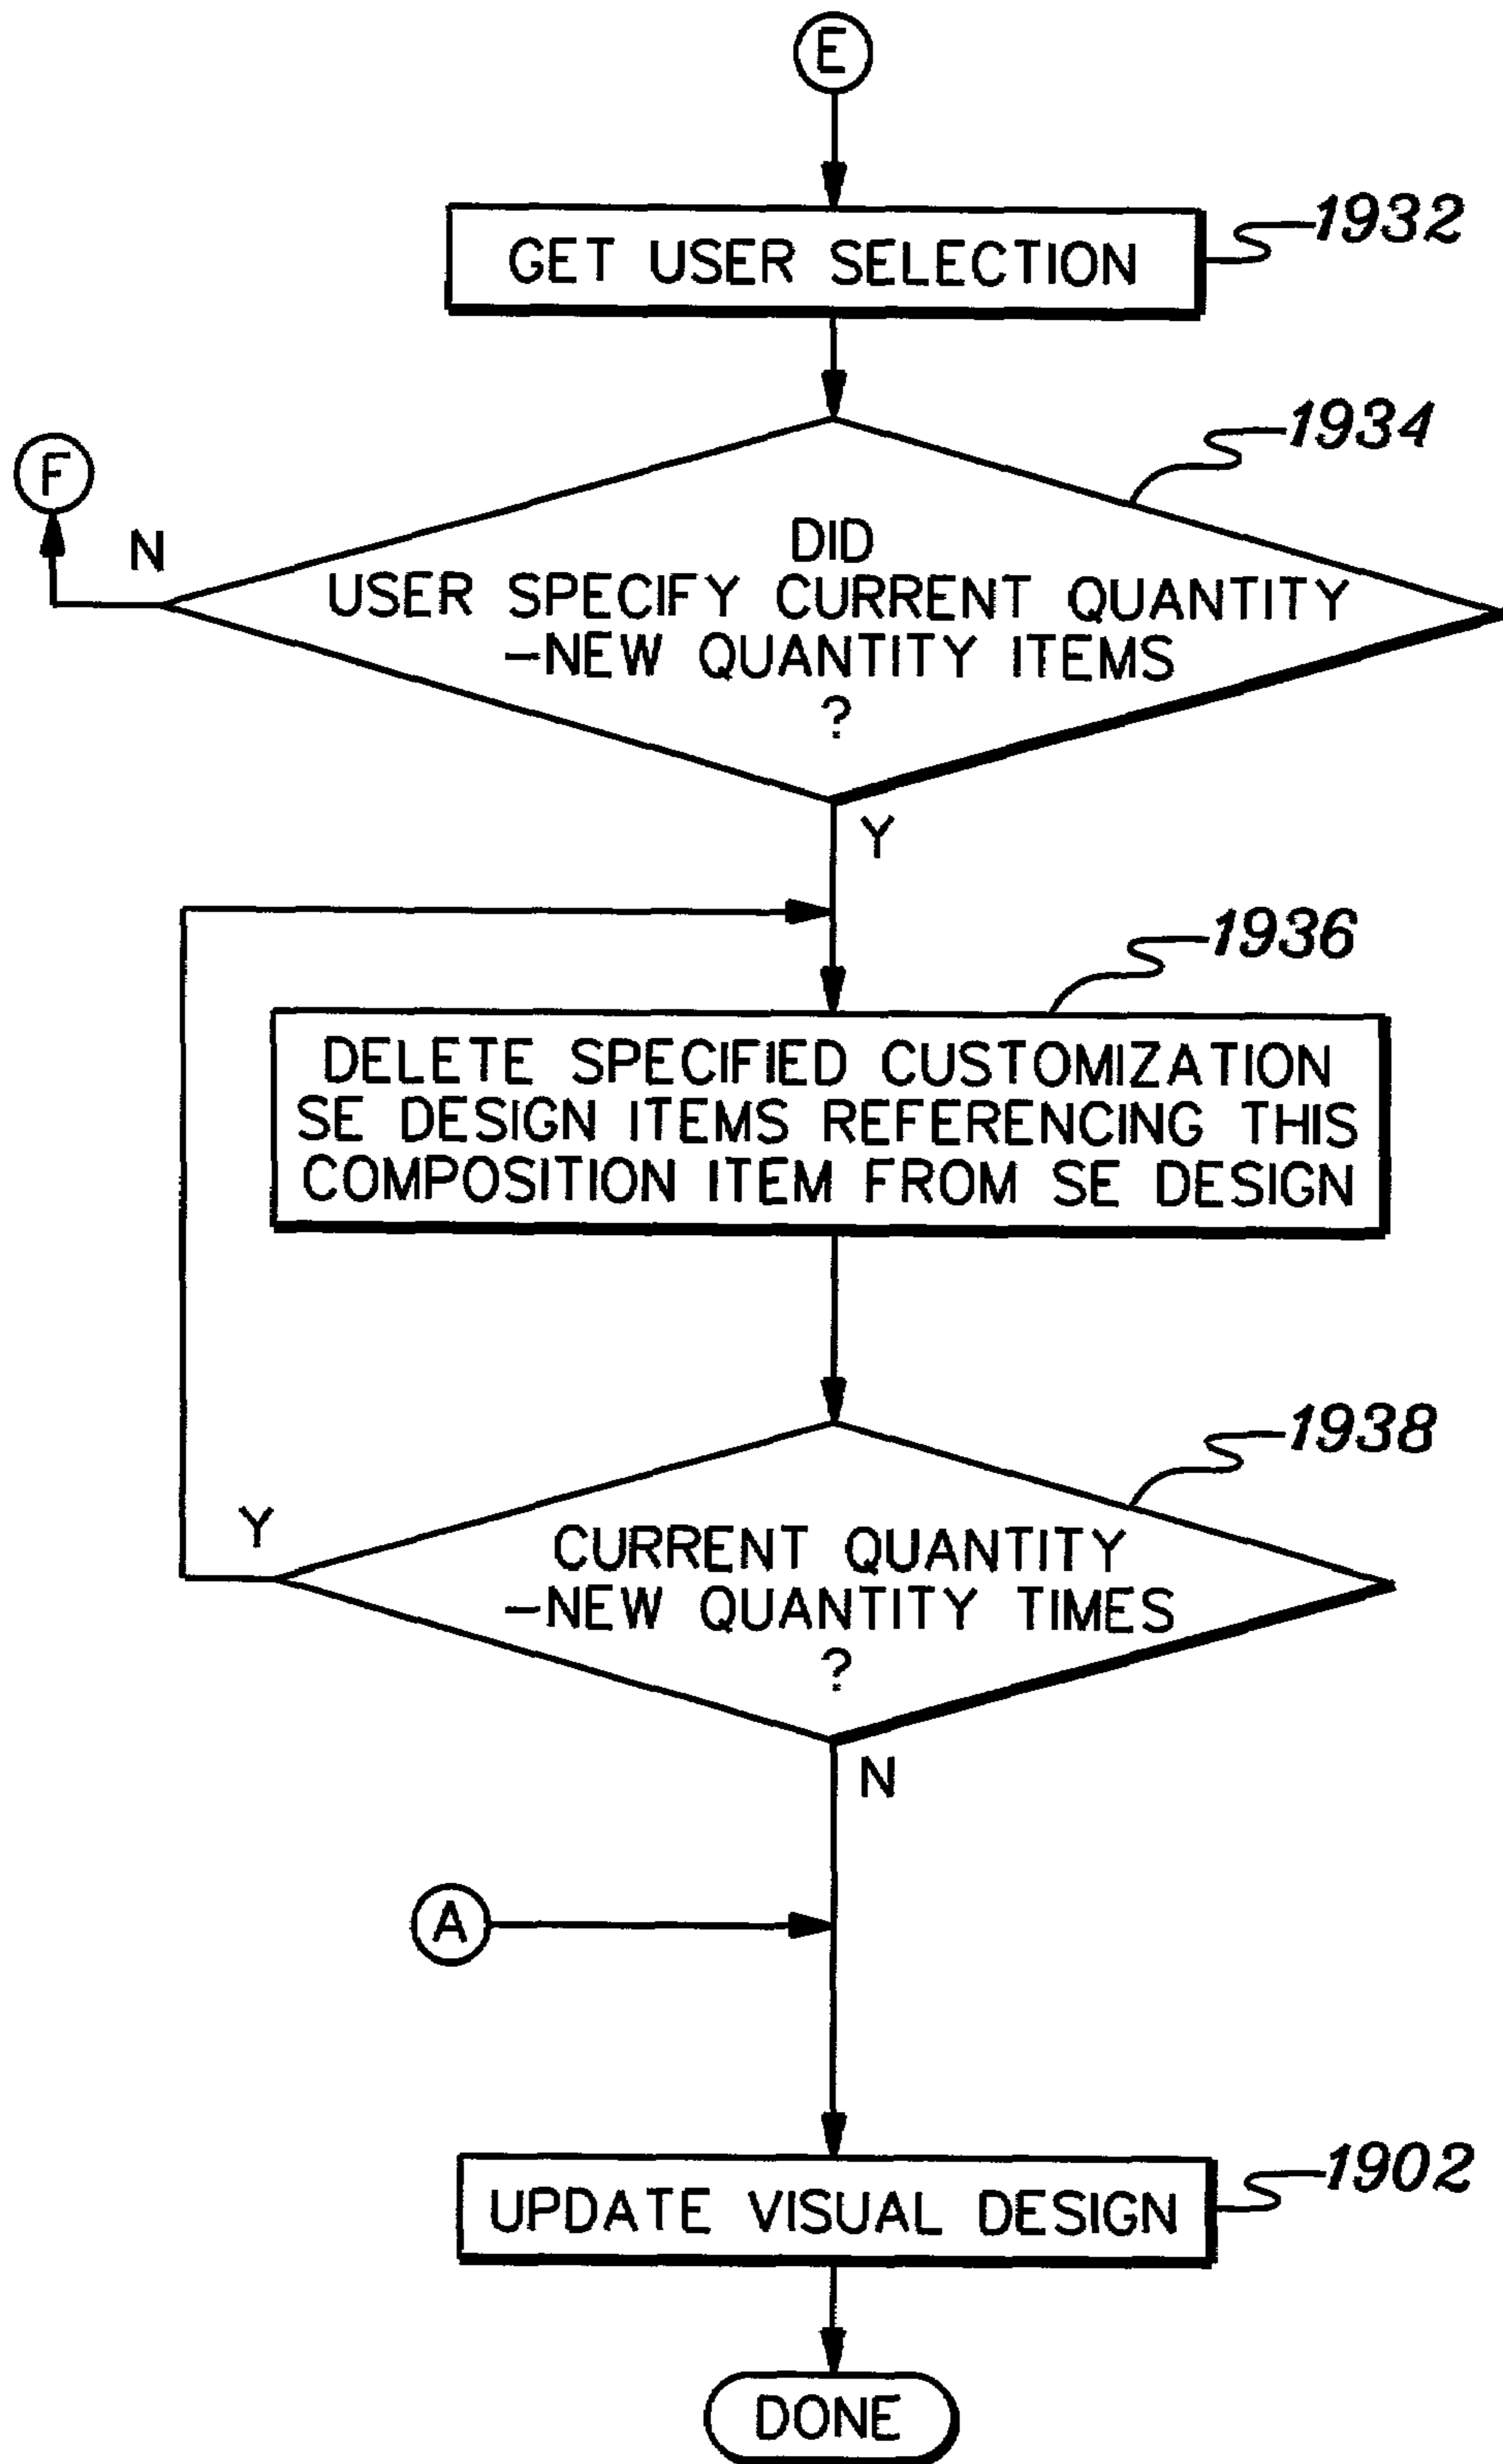 E
GET USER SELECTION
1932
1934
F
N
DID
USER SPECIFY CURRENT QUANTITY
-NEW QUANTITY ITEMS
?
Y
1936
DELETE SPECIFIED CUSTOMIZATION
SE DESIGN ITEMS REFERENCING THIS
COMPOSITION ITEM FROM SE DESIGN
1938
Y
CURRENT QUANTITY
-NEW QUANTITY TIMES
?
N
A
UPDATE VISUAL DESIGN
1902
DONE